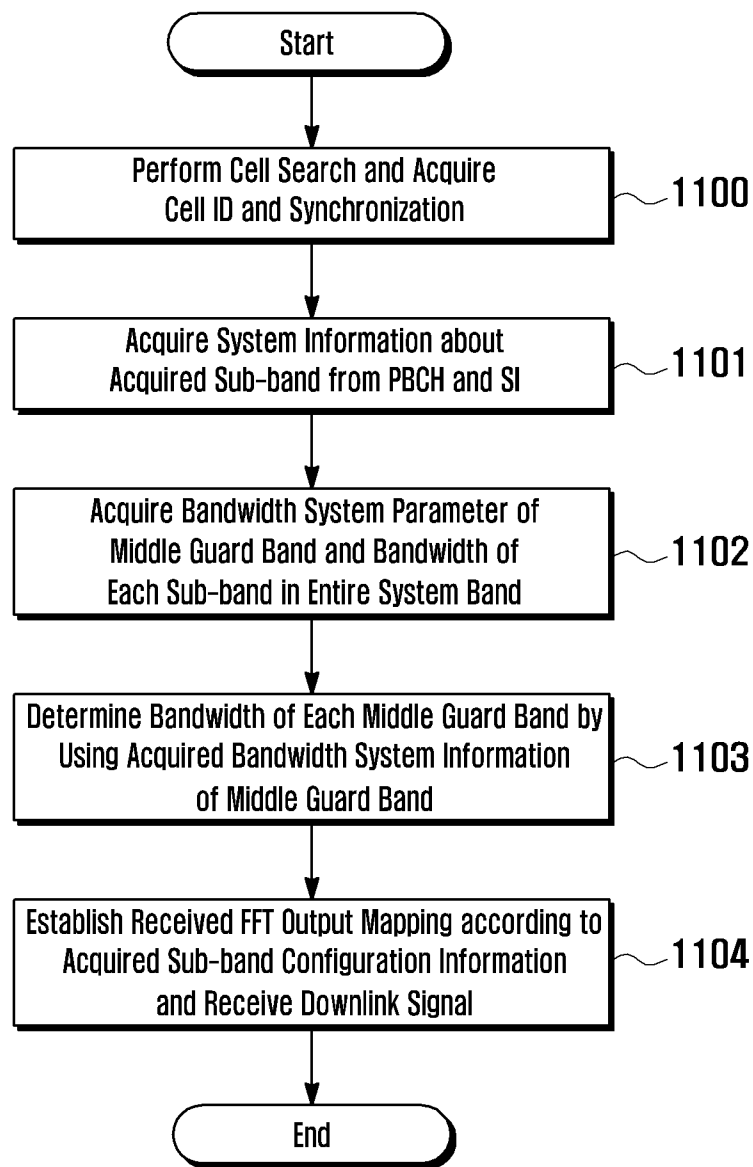 Start
Perform Cell Search and Acquire
Cell ID and Synchronization
1100
Acquire System Information about
Acquired Sub-band from PBCH and SI
1101
Acquire Bandwidth System Parameter of
Middle Guard Band and Bandwidth of
Each Sub-band in Entire System Band
1102
Determine Bandwidth of Each Middle Guard Band by
Using Acquired Bandwidth System Information
of Middle Guard Band
1103
Establish Received FFT Output Mapping according to
Acquired Sub-band Configuration Information
and Receive Downlink Signal
1104
End